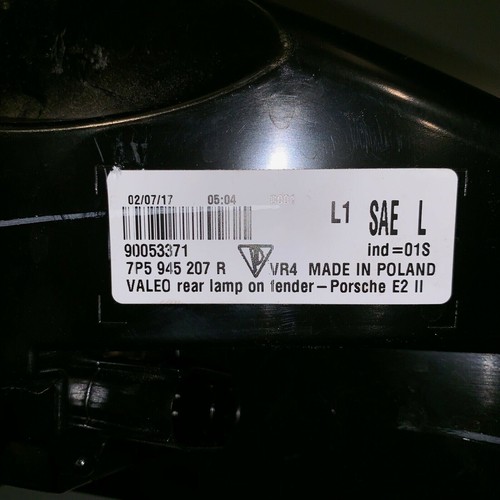 02/07/17 05:04
L1 SAE L
90053371 ind=01S
7P5 945 207 R VR4 MADE IN POLAND
VALEO rear lamp on fender-Porsche E2 II